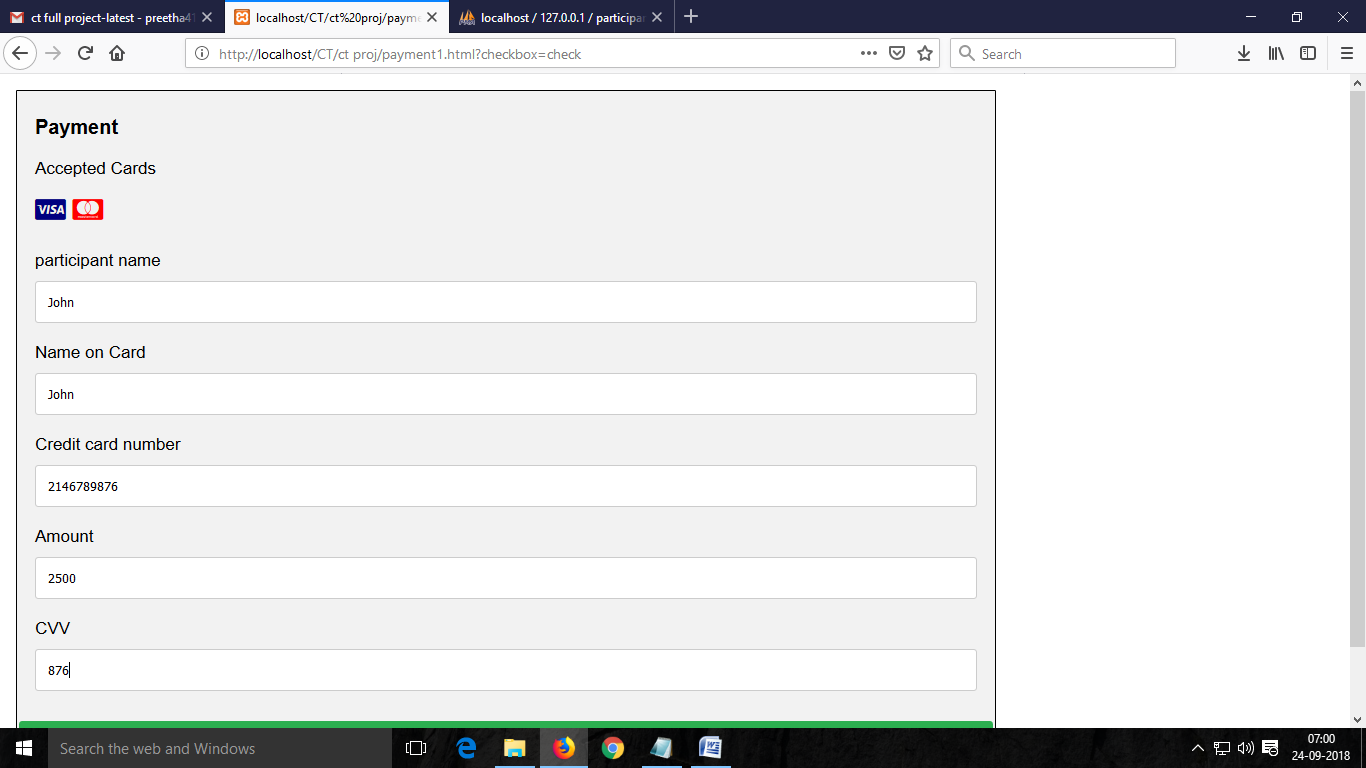 ct full project-latest - preetha41
localhost/CT/ct%20proj/payme
localhost / 127.0.0.1 / participan
http://localhost/CT/ct proj/payment1.html?checkbox=check
Search
Payment
Accepted Cards
VISA
participant name
John
Name on Card
John
Credit card number
2146789876
Amount
2500
CVV
876
Search the web and Windows
07:00
24-09-2018